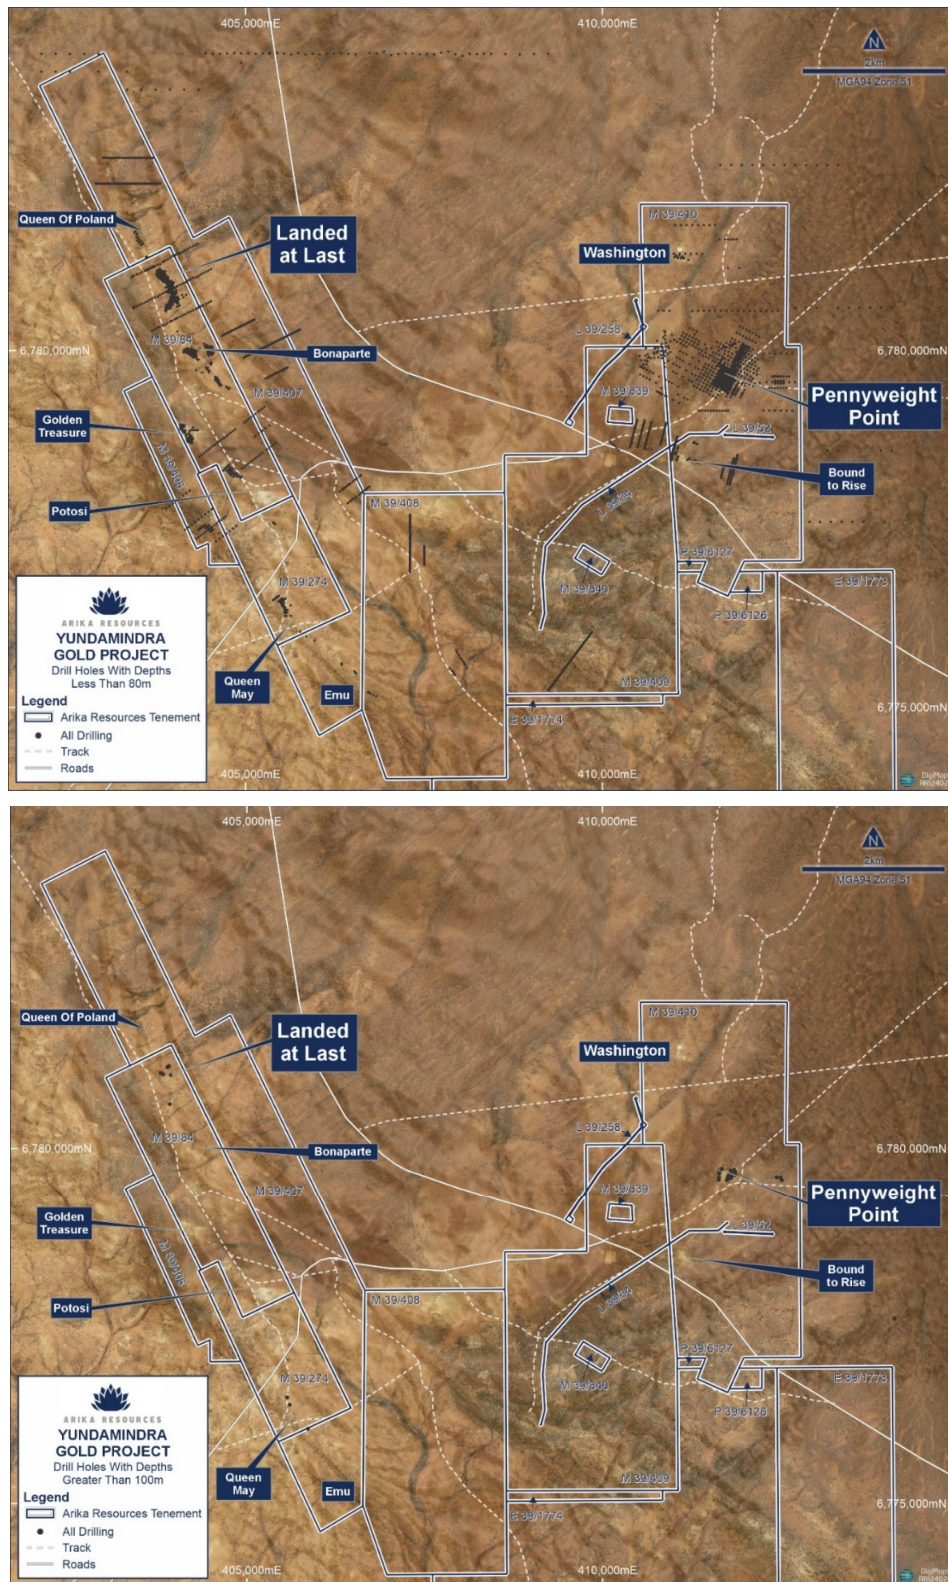 405,000mE
410,000mE
N
2km
MGA94 Zone 51
Queen Of Poland
M 39/410
Landed
at Last
Washington
L 39/258
M 39/84
Bonaparte
6,780,000mN
6,780,000mN
M 39/407
M 39/839
Pennyweight
Point
Golden
Treasure
L 39/52
M 39/406
Bound
to Rise
Potosi
M 39/408
P 39/6127
M 39/274
M 39/840
E 39/1773
P 39/6126
ARIKA RESOURCES
YUNDAMINDRA
GOLD PROJECT
Drill Holes With Depths
Less Than 80m
Legend
Arika Resources Tenement
All Drilling
Track
Roads
Queen
May
Emu
M 39/409
E 39/1774
6,775,000mN
405,000mE
410,000mE
405,000mE
410,000mE
N
2km
MGA94 Zone 51
Queen Of Poland
M 39/410
Landed
at Last
Washington
L 39/258
M 39/84
Bonaparte
6,780,000mN
6,780,000mN
M 39/407
M 39/839
Pennyweight
Point
Golden
Treasure
L 39/52
M 39/406
Bound
to Rise
Potosi
M 39/408
P 39/6127
M 39/274
M 39/840
E 39/1773
P 39/6126
ARIKA RESOURCES
YUNDAMINDRA
GOLD PROJECT
Drill Holes With Depths
Greater Than 100m
Legend
Arika Resources Tenement
All Drilling
Track
Roads
Queen
May
Emu
M 39/409
E 39/1774
6,775,000mN
405,000mE
410,000mE